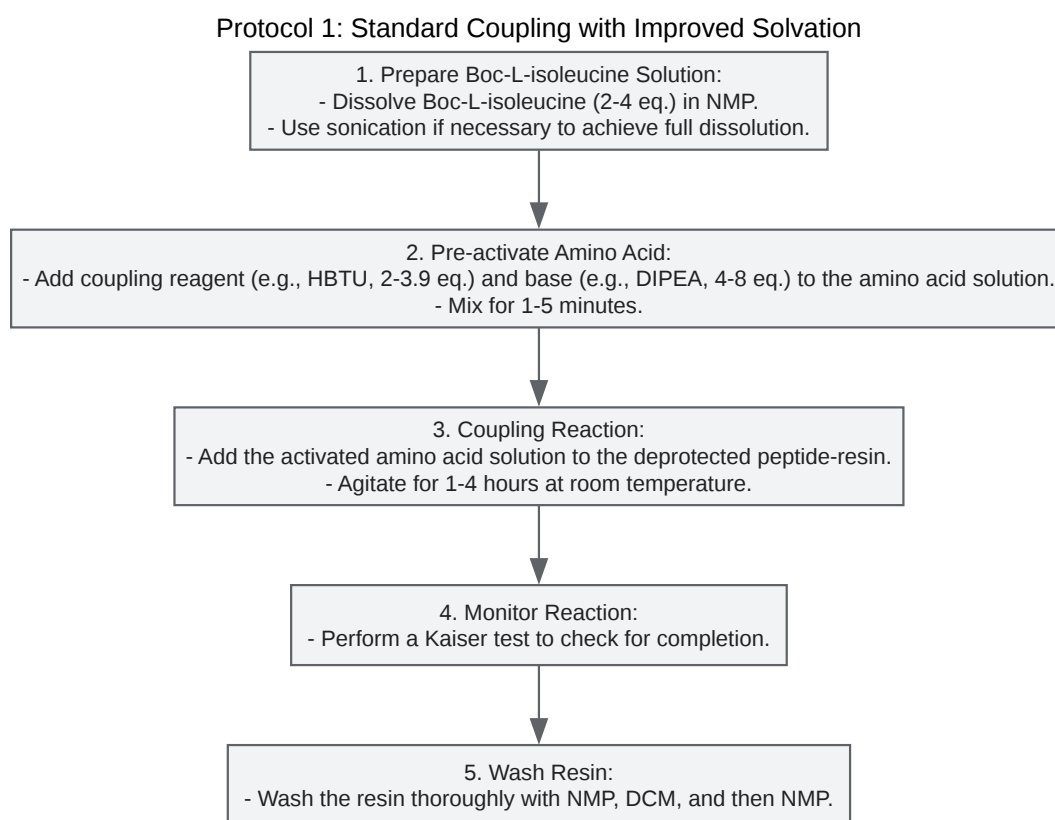 Protocol 1: Standard Coupling with Improved Solvation
1. Prepare Boc-L-isoleucine Solution:
- Dissolve Boc-L-isoleucine (2-4 eq.) in NMP.
- Use sonication if necessary to achieve full dissolution.
2. Pre-activate Amino Acid:
- Add coupling reagent (e.g., HBTU, 2-3.9 eq.) and base (e.g., DIPEA, 4-8 eq.) to the amino acid solution.
- Mix for 1-5 minutes.
3. Coupling Reaction:
- Add the activated amino acid solution to the deprotected peptide-resin.
- Agitate for 1-4 hours at room temperature.
4. Monitor Reaction:
- Perform a Kaiser test to check for completion.
5. Wash Resin:
- Wash the resin thoroughly with NMP, DCM, and then NMP.